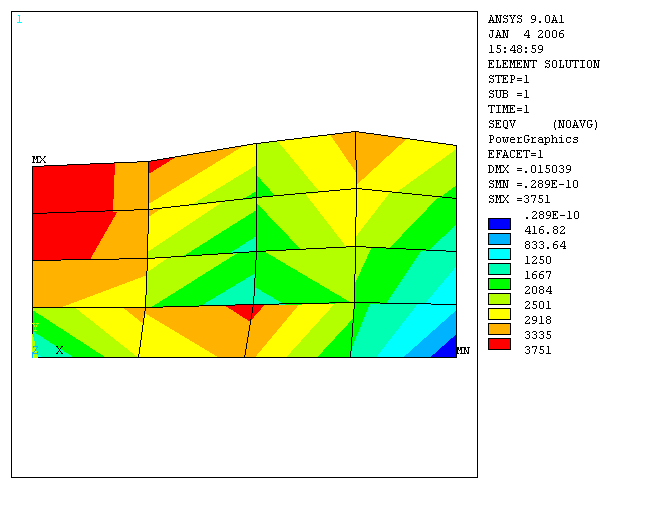 1
ANSYS 9.0A1
JAN  4 2006
15:48:59
ELEMENT SOLUTION
STEP=1
SUB =1
TIME=1
SEQV     (NOAVG)
PowerGraphics
EFACET=1
DMX =.015039
SMN =.289E-10
SMX =3751
.289E-10
416.82
833.64
1250
1667
2084
2501
2918
3335
3751
MX
Z X
MN